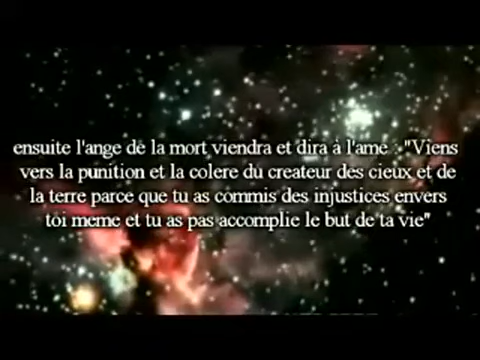 ensuite l'ange de la mort viendra et dira à l'ame : "Viens
vers la punition et la colere du createur des cieux et de
la terre parce que tu as commis des injustices envers
toi meme et tu as pas accomplie le but de ta vie"